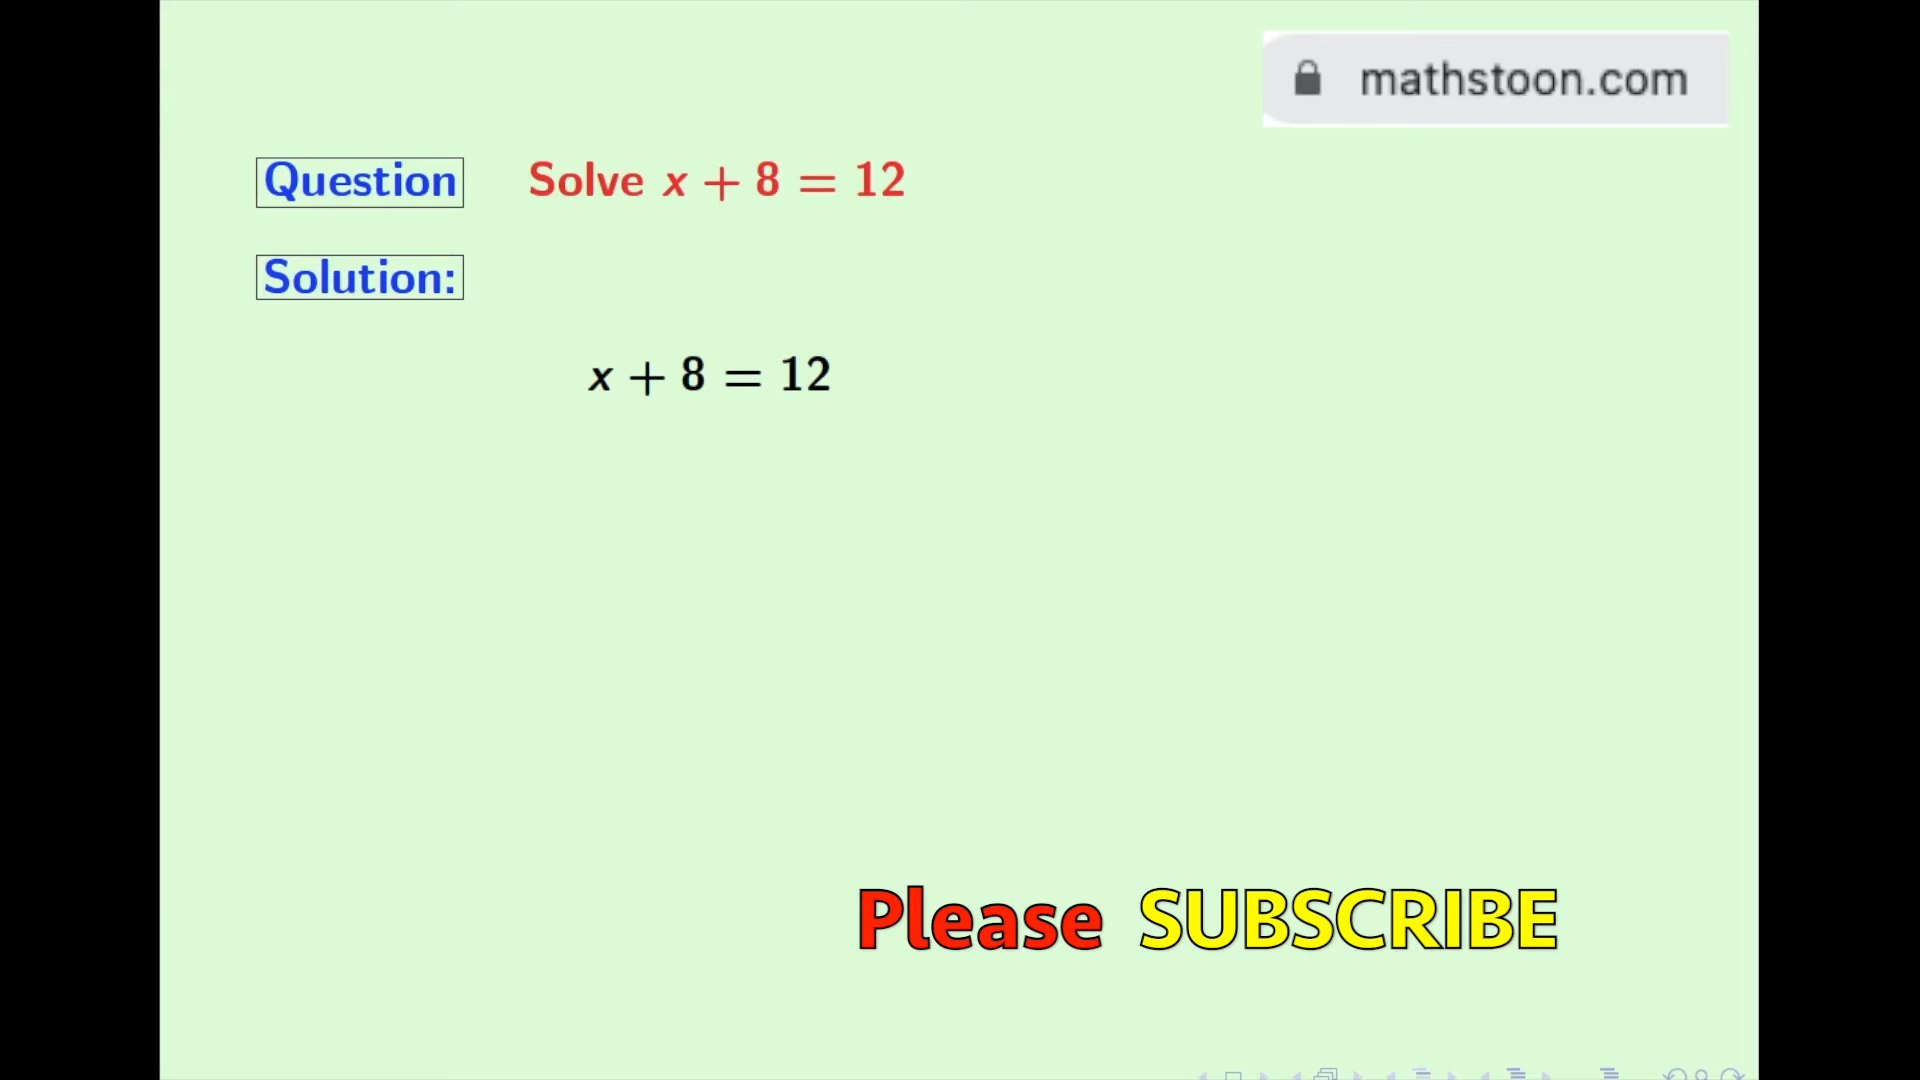 mathstoon.com
Question Solve x + 8 = 12
Solution:
x + 8 = 12
Please SUBSCRIBE